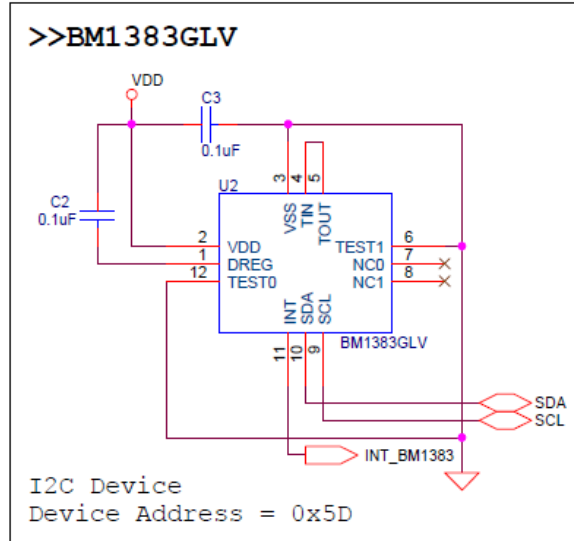 >>BM1383GLV
VDD
C3
0.1uF
C2
0.1uF
U2
3
4
5
VSS
TIN
TOUT
2
VDD
TEST1
6
1
DREG
NC0
7
12
TEST0
NC1
8
INT
SDA
SCL
11
10
9
BM1383GLV
SDA
SCL
INT_BM1383
I2C Device
Device Address = 0x5D